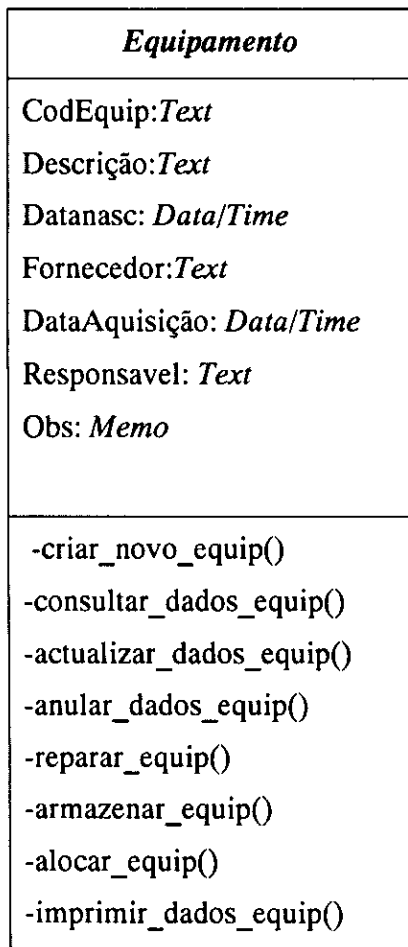 Equipamento
CodEquip:Text
Descrição:Text
Datanasc: Data/Time
Fornecedor:Text
DataAquisição: Data/Time
Responsavel: Text
Obs: Memo
-criar_novo_equip()
-consultar_dados_equip()
-actualizar_dados_equip()
-anular_dados_equip()
-reparar_equip()
-armazenar_equip()
-alocar_equip()
-imprimir_dados_equip()